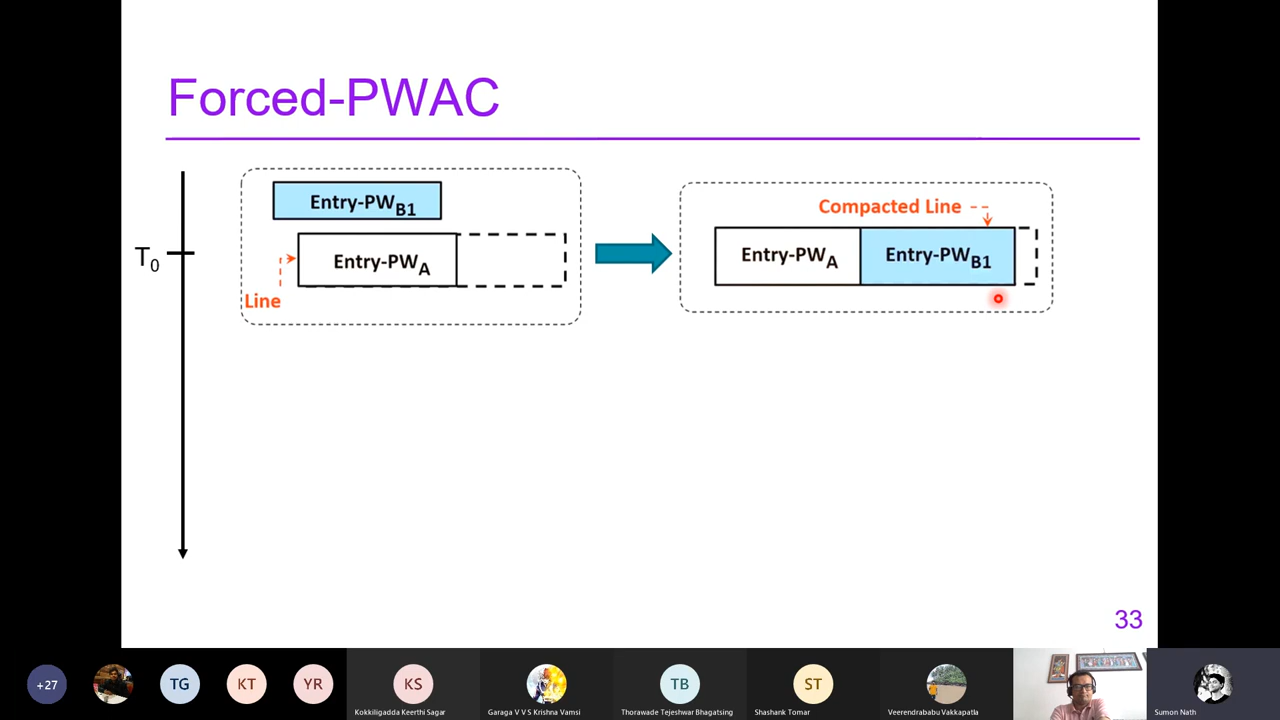 Forced-PWAC
Entry-PWB1
Compacted Line
T0
Entry-PWA
Entry-PWA
Entry-PWB1
Line
33
+27
TG
KT
YR
KS
TB
ST
Kokkiligadda Keerthi Sagar
Garaga V V S Krishna Vamsi
Thorawade Tejeshwar Bhagatsing
Shashank Tomar
Veerendrababu Vakkapatla
Sumon Nath